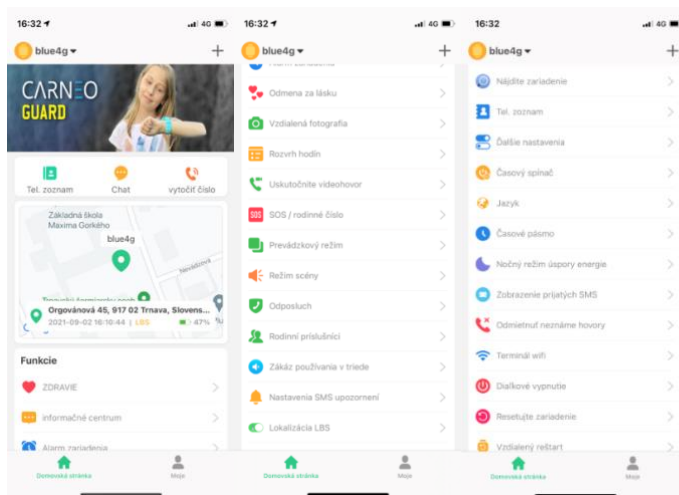 16:32
4G
blue4g
CARNEO
GUARD
Tel. zoznam
Chat
vytočiť číslo
Základná škola
Maxima Gorkého
blue4g
Nevädzová
Orgovánová 45, 917 02 Trnava, Slovens...
2021-09-02 16:10:44 | LBS
47%
Funkcie
ZDRAVIE
informačné centrum
Alarm zariadenia
Domovská stránka
Moje
16:32
4G
blue4g
Alarm zariadenia
Odmena za lásku
Vzdialená fotografia
Rozvrh hodín
Uskutočnite videohovor
SOS
SOS / rodinné číslo
Prevádzkový režim
Režim scény
Odposluch
Rodinní príslušníci
Zákaz používania v triede
Nastavenia SMS upozornení
Lokalizácia LBS
Domovská stránka
Moje
16:32
4G
blue4g
Nájdite zariadenie
Tel. zoznam
Ďalšie nastavenia
Časový spínač
Jazyk
Časové pásmo
Nočný režim úspory energie
Zobrazenie prijatých SMS
Odmietnuť neznáme hovory
Terminál wifi
Diaľkové vypnutie
Resetujte zariadenie
Vzdialený reštart
Domovská stránka
Moje